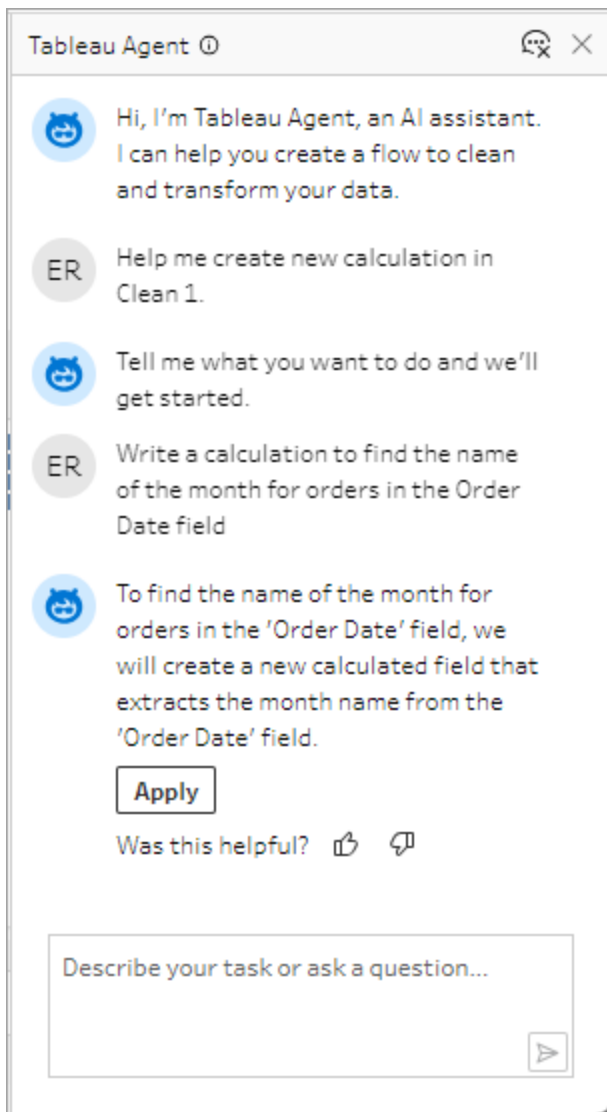 Tableau Agent
Hi, I’m Tableau Agent, an AI assistant.
I can help you create a flow to clean
and transform your data.
ER
Help me create new calculation in
Clean 1.
Tell me what you want to do and we’ll
get started.
ER
Write a calculation to find the name
of the month for orders in the Order
Date field
To find the name of the month for
orders in the ’Order Date’ field, we
will create a new calculated field that
extracts the month name from the
’Order Date’ field.
Apply
Was this helpful?
Describe your task or ask a question...